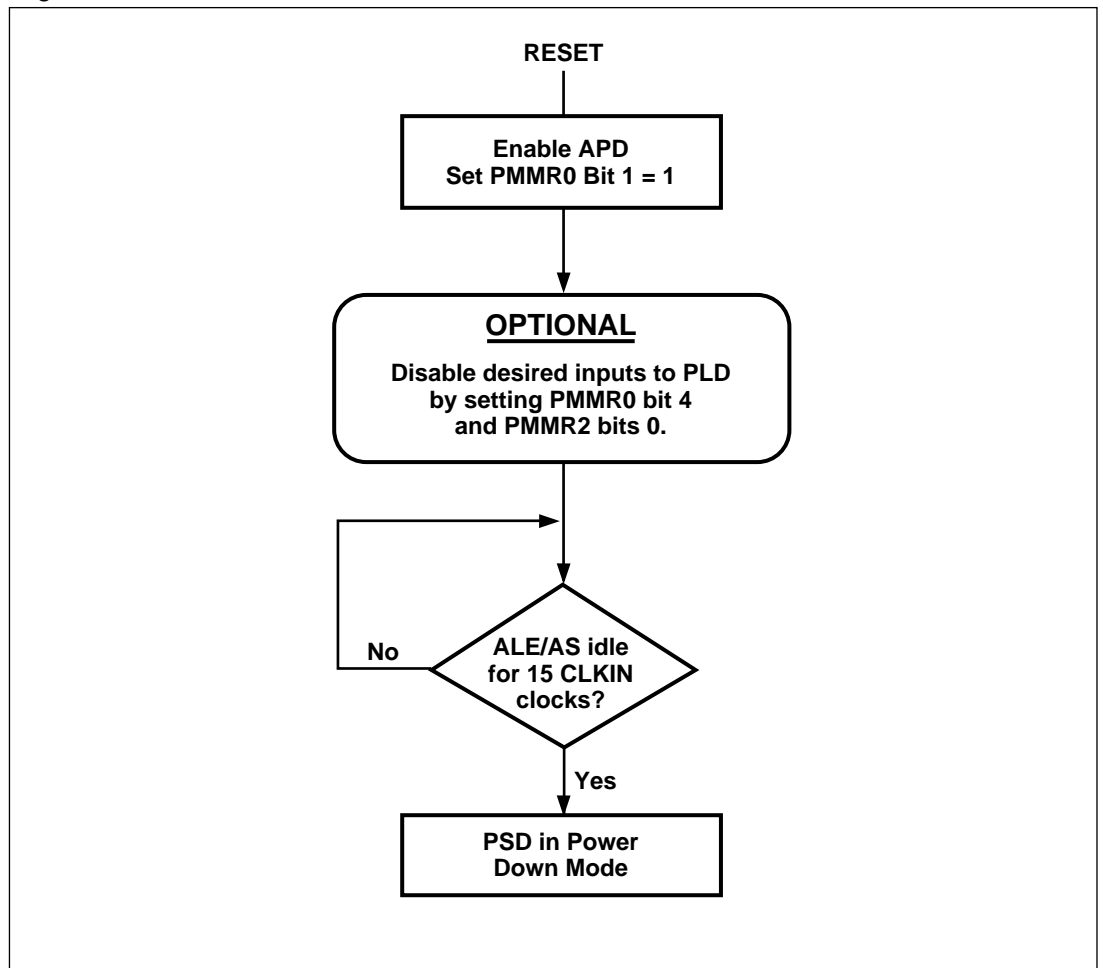 RESET
Enable APD
Set PMMR0 Bit 1 = 1
OPTIONAL
Disable desired inputs to PLD
by setting PMMR0 bit 4
and PMMR2 bits 0.
No
ALE/AS idle
for 15 CLKIN
clocks?
Yes
PSD in Power
Down Mode